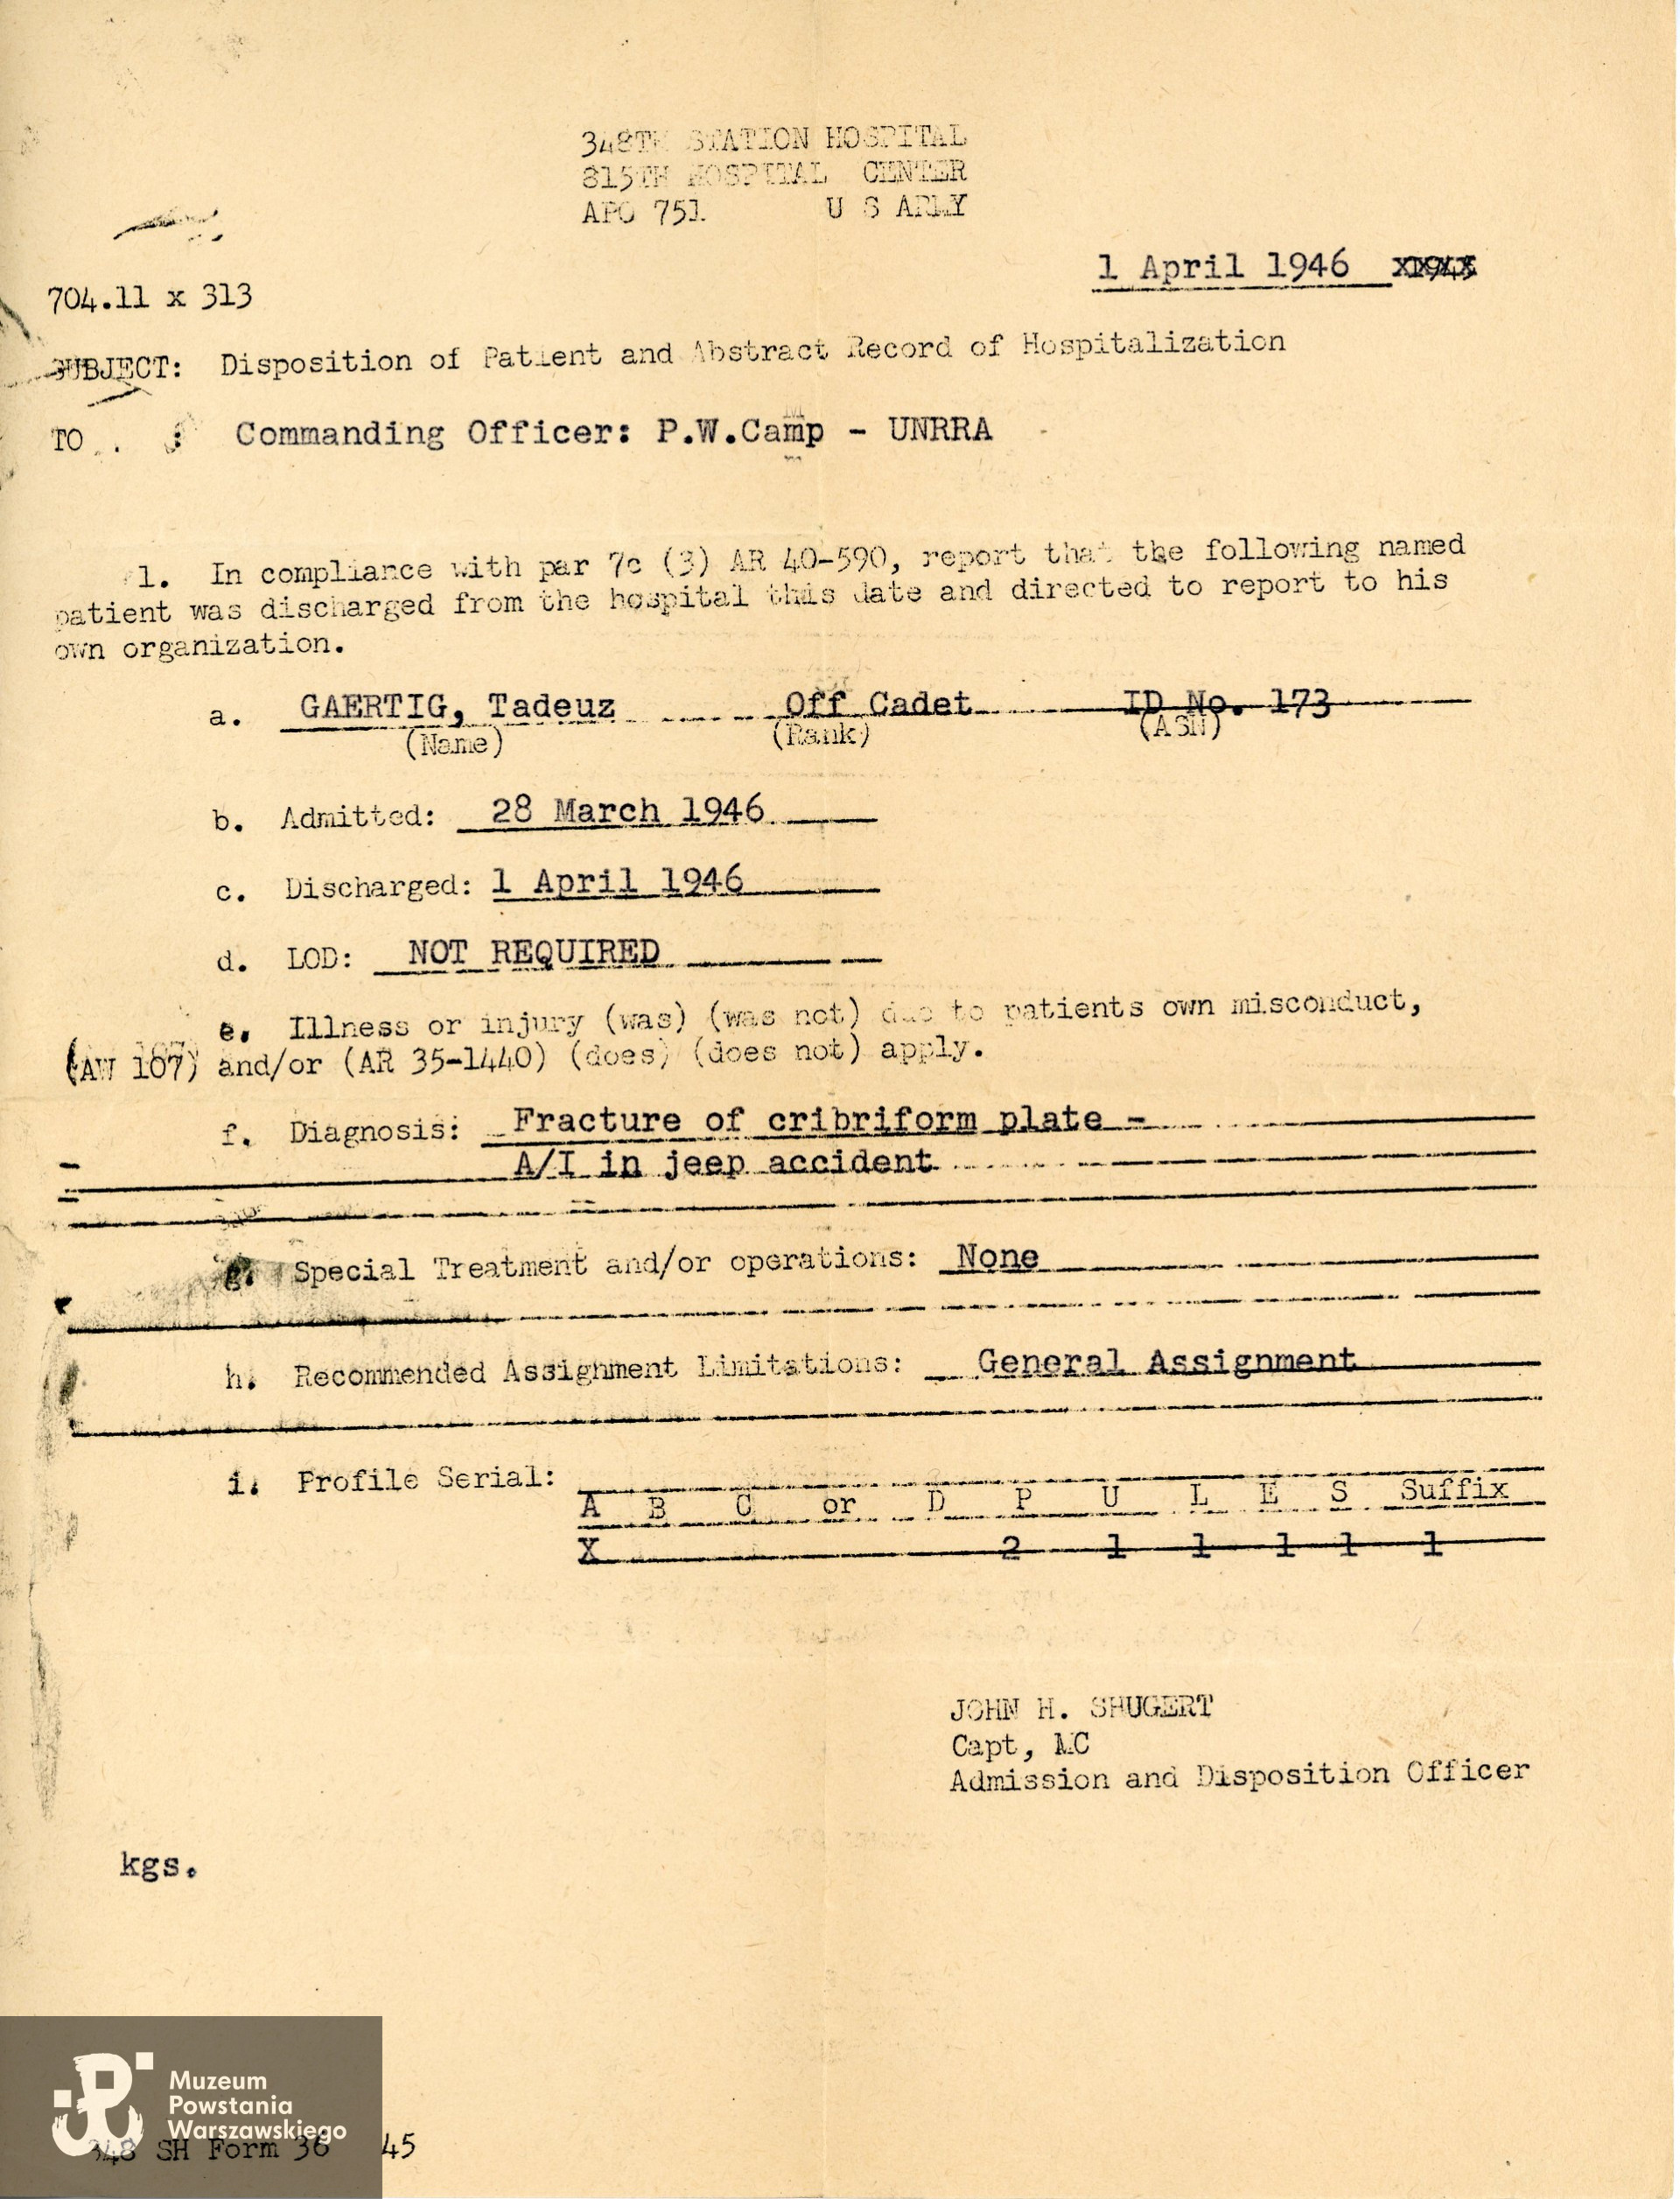 348TH STATION HOSPITAL
815TH HOSPITAL CENTER
APO 751 U S ARMY
1 April 1946
704.11 x 313
SUBJECT: Disposition of Patient and Abstract Record of Hospitalization
TO : Commanding Officer: P.W.Camp - UNRRA
1. In compliance with par 7c (3) AR 40-590, report that the following named
patient was discharged from the hospital this date and directed to report to his
own organization.
a. GAERTIG, Tadeuz Off Cadet ID No. 173
(Name) (Rank) (ASN)
b. Admitted: 28 March 1946
c. Discharged: 1 April 1946
d. LOD: NOT REQUIRED
e. Illness or injury (was) (was not) due to patients own misconduct,
(AW 107) and/or (AR 35-1440) (does) (does not) apply.
f. Diagnosis: Fracture of cribriform plate -
A/I in jeep accident
g. Special Treatment and/or operations: None
h. Recommended Assignment Limitations: General Assignment
i. Profile Serial:
A B C or D P U L E S Suffix
X 2 1 1 1 1 1
JOHN H. SHUGERT
Capt, MC
Admission and Disposition Officer
kgs.
Muzeum
Powstania
Warszawskiego
348 SH Form 36 45